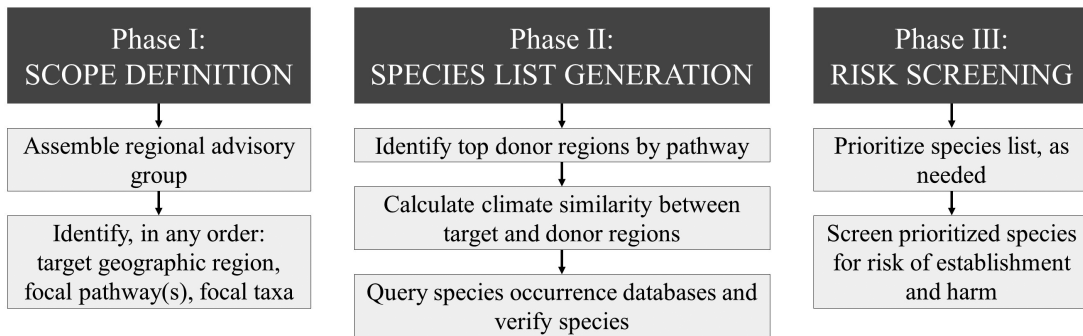 Phase I:
SCOPE DEFINITION
Assemble regional advisory
group
Identify, in any order:
target geographic region,
focal pathway(s), focal taxa
Phase II:
SPECIES LIST GENERATION
Identify top donor regions by pathway
Calculate climate similarity between
target and donor regions
Query species occurrence databases and
verify species
Phase III:
RISK SCREENING
Prioritize species list, as
needed
Screen prioritized species
for risk of establishment
and harm